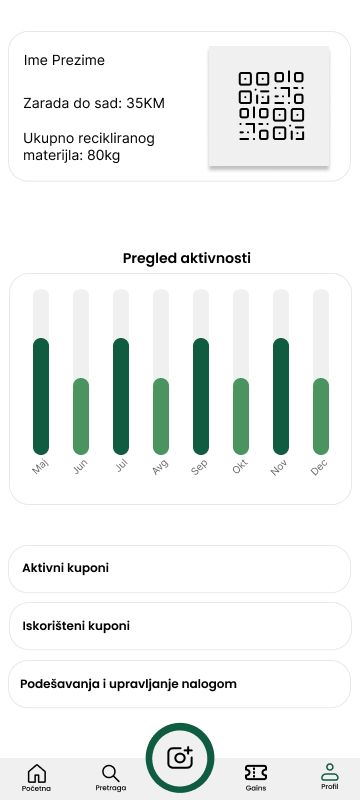 Ime Prezime
Zarada do sad: 35KM
Ukupno recikliranog
materijla: 80kg
Pregled aktivnosti
Maj
Jun
Jul
Avg
Sep
Okt
Nov
Dec
Aktivni kuponi
Iskorišteni kuponi
Podešavanja i upravljanje nalogom
Početna
Pretraga
Gains
Profil